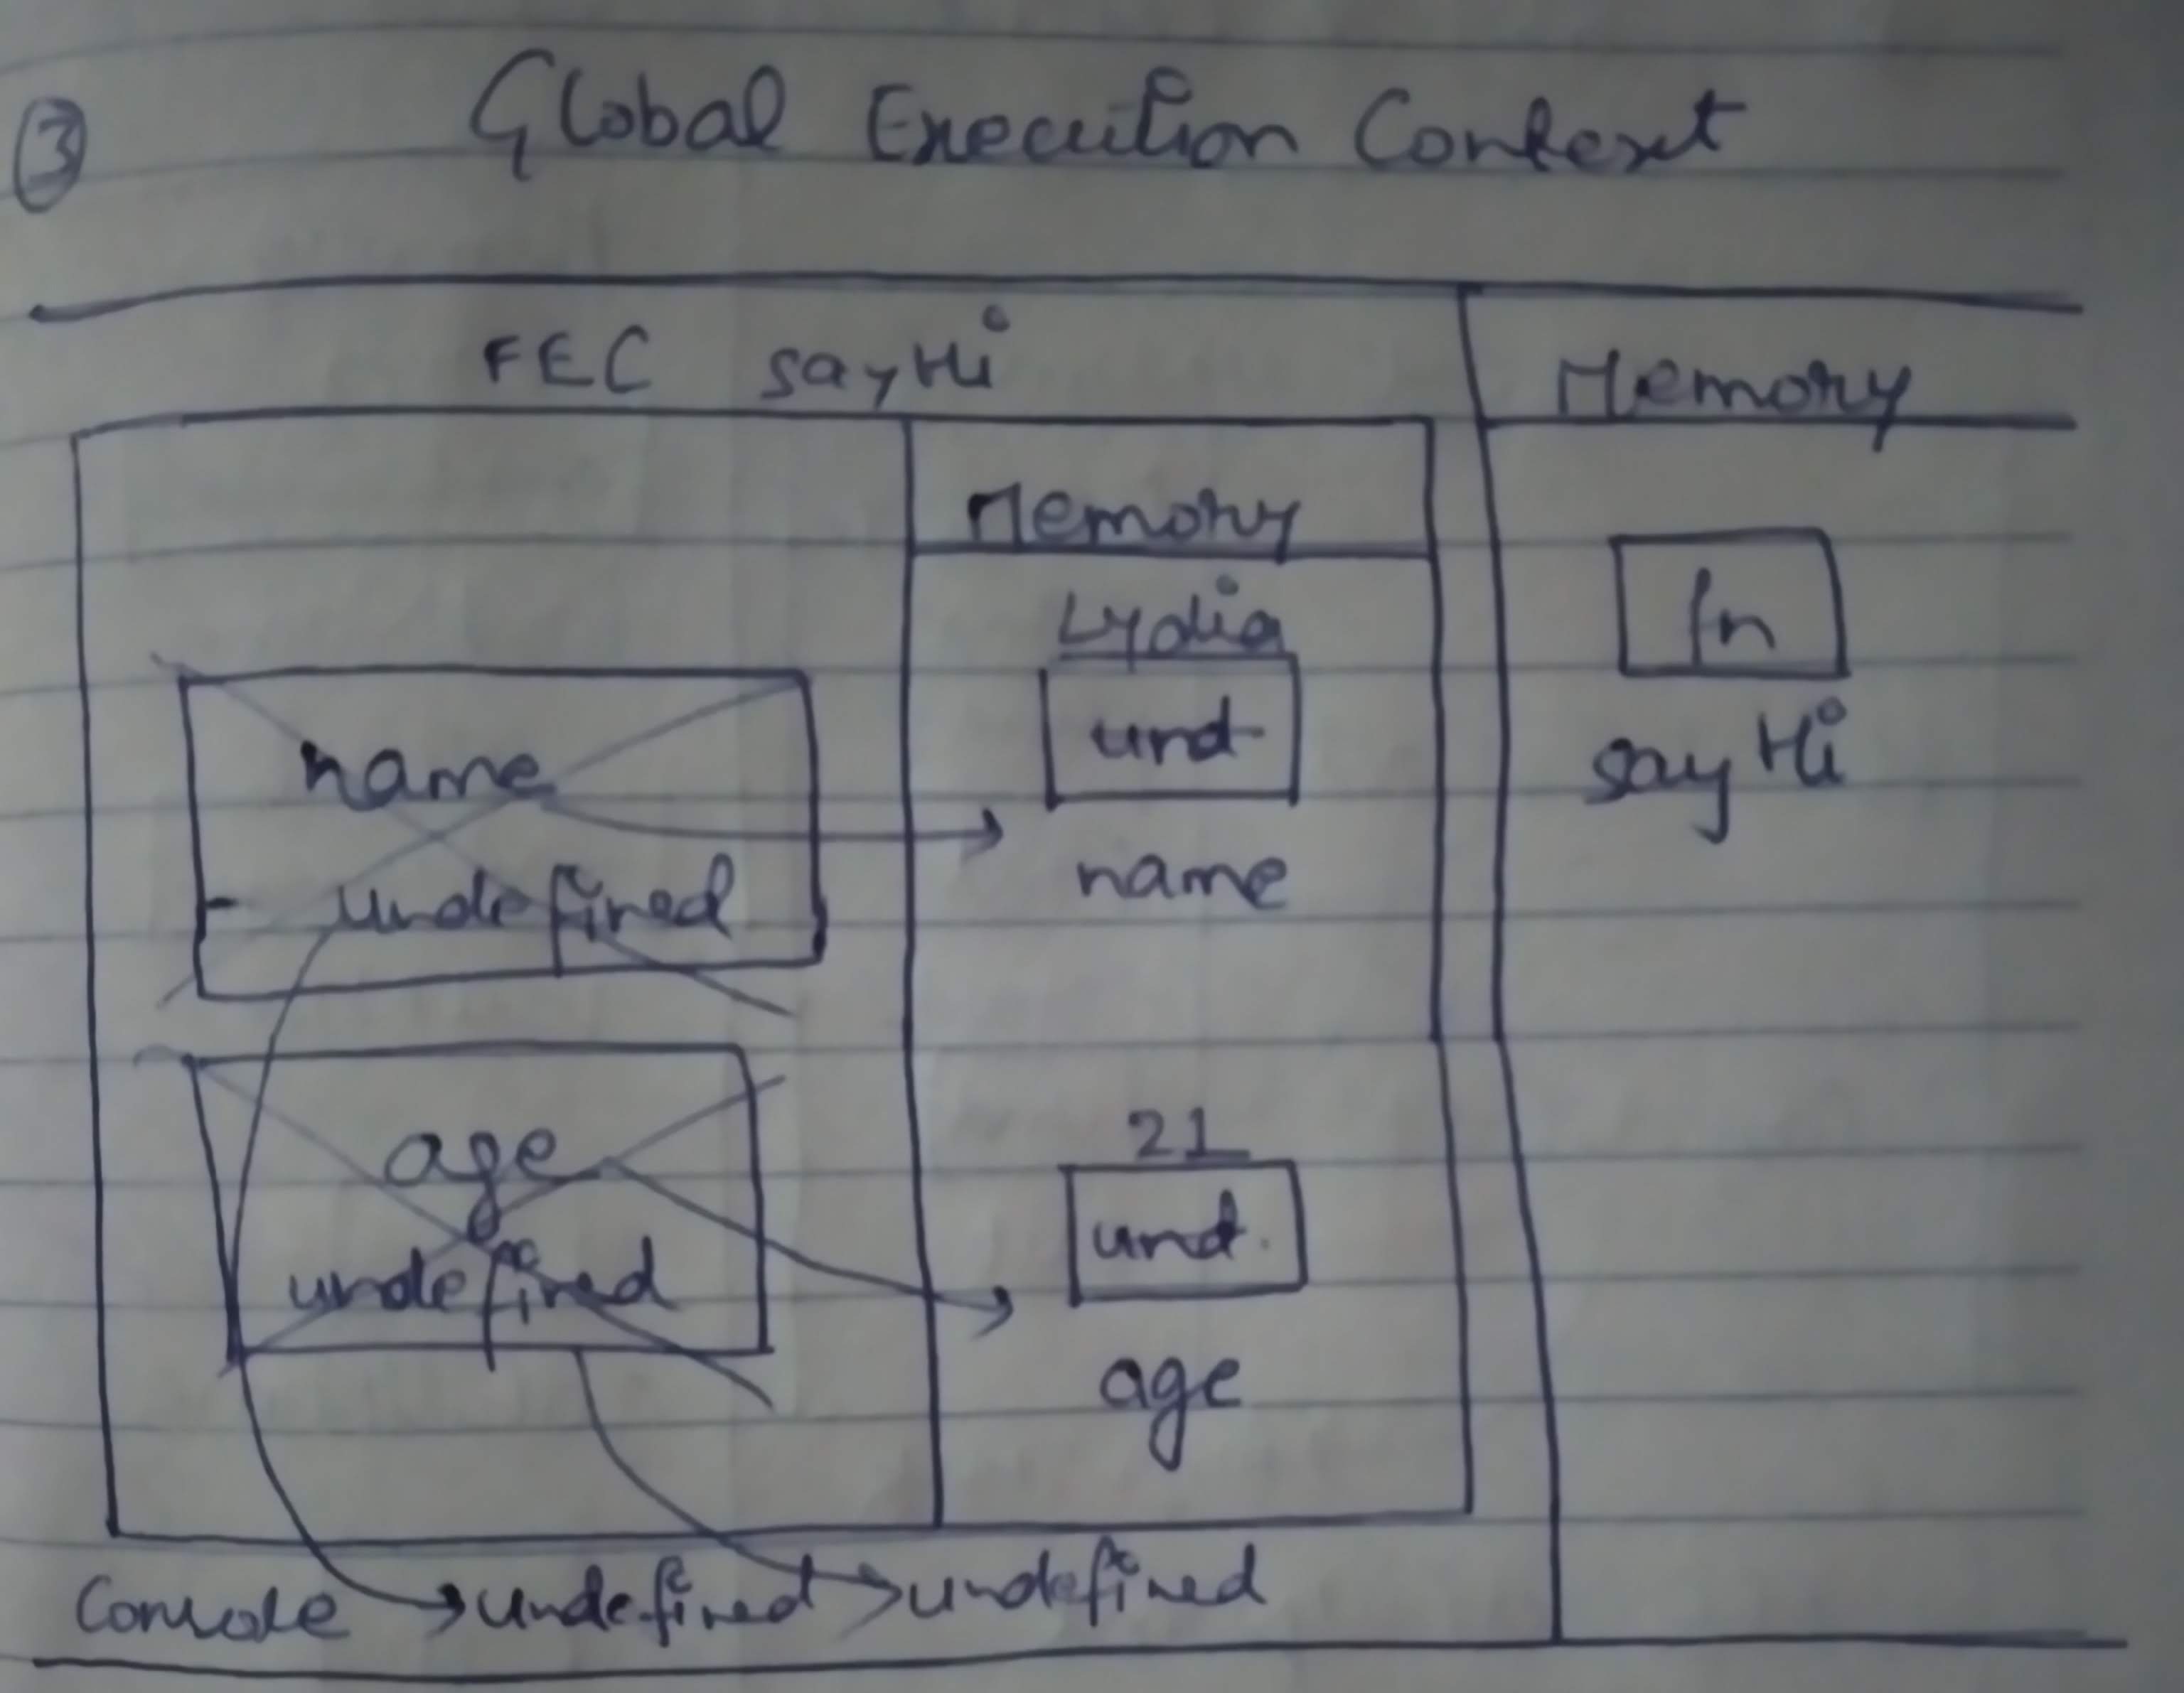 ③ Global Execution Context
FEC sayHi
Memory
Memory
Lydia
und
name
fn
sayHi
name
undefined
21
und.
age
age
undefined
Console → undefined → undefined